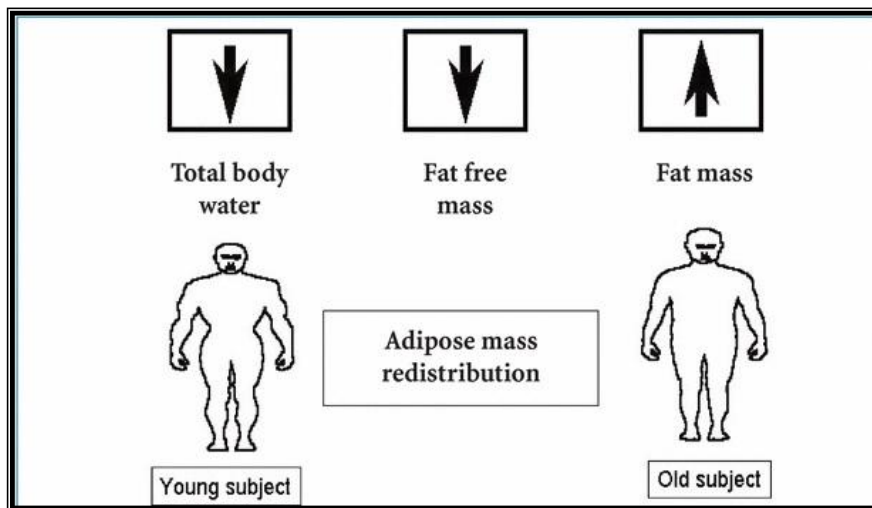 Total body
water
Fat free
mass
Fat mass
Adipose mass
redistribution
Young subject
Old subject